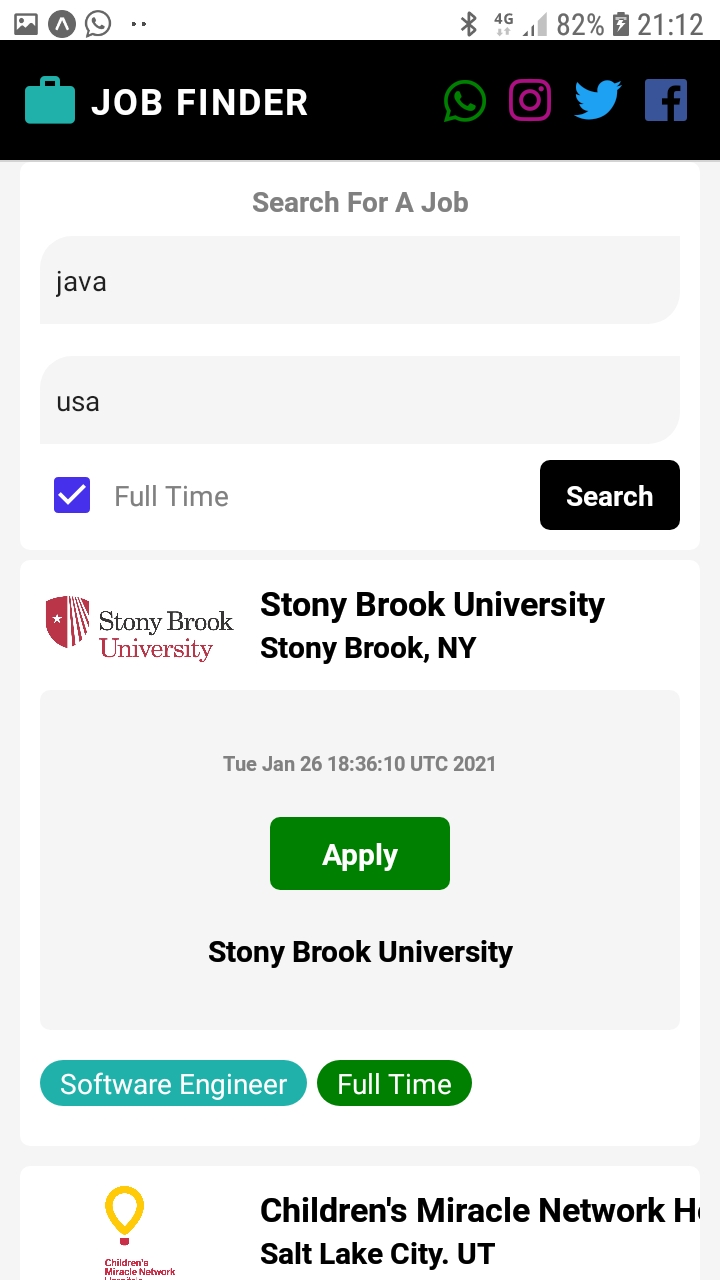 4G 82% 21:12
JOB FINDER
Search For A Job
java
usa
Full Time
Search
Stony Brook
University
Stony Brook University
Stony Brook, NY
Tue Jan 26 18:36:10 UTC 2021
Apply
Stony Brook University
Software Engineer Full Time
Children's
Miracle Network
Children's Miracle Network
Salt Lake City. UT